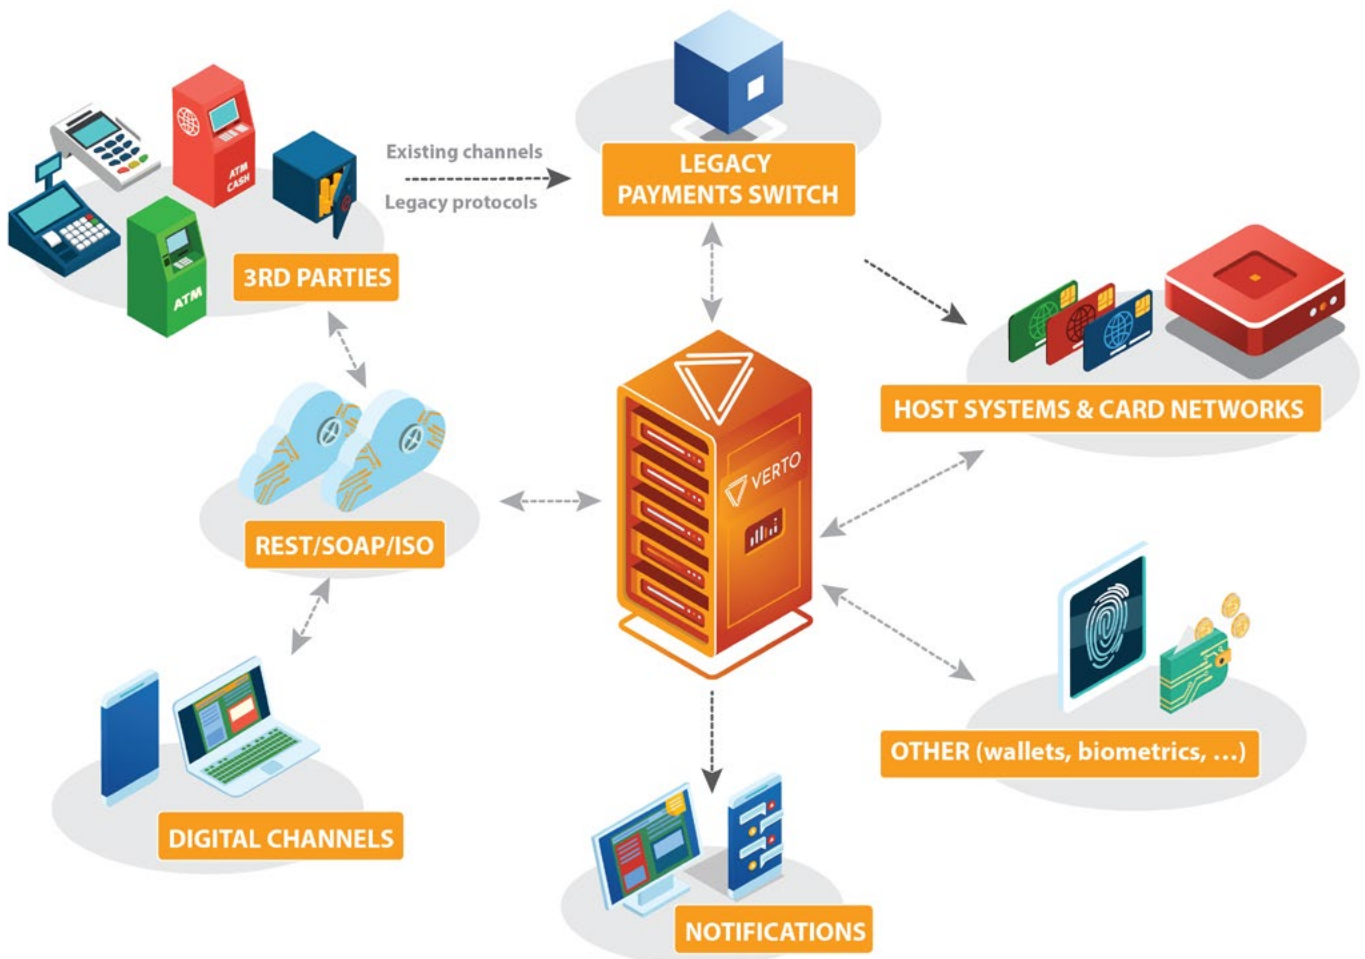 Existing channels
Legacy protocols
LEGACY
PAYMENTS SWITCH
ATM
CASH
ATM
3RD PARTIES
HOST SYSTEMS & CARD NETWORKS
VERTO
REST/SOAP/ISO
OTHER (wallets, biometrics, ...)
DIGITAL CHANNELS
NOTIFICATIONS